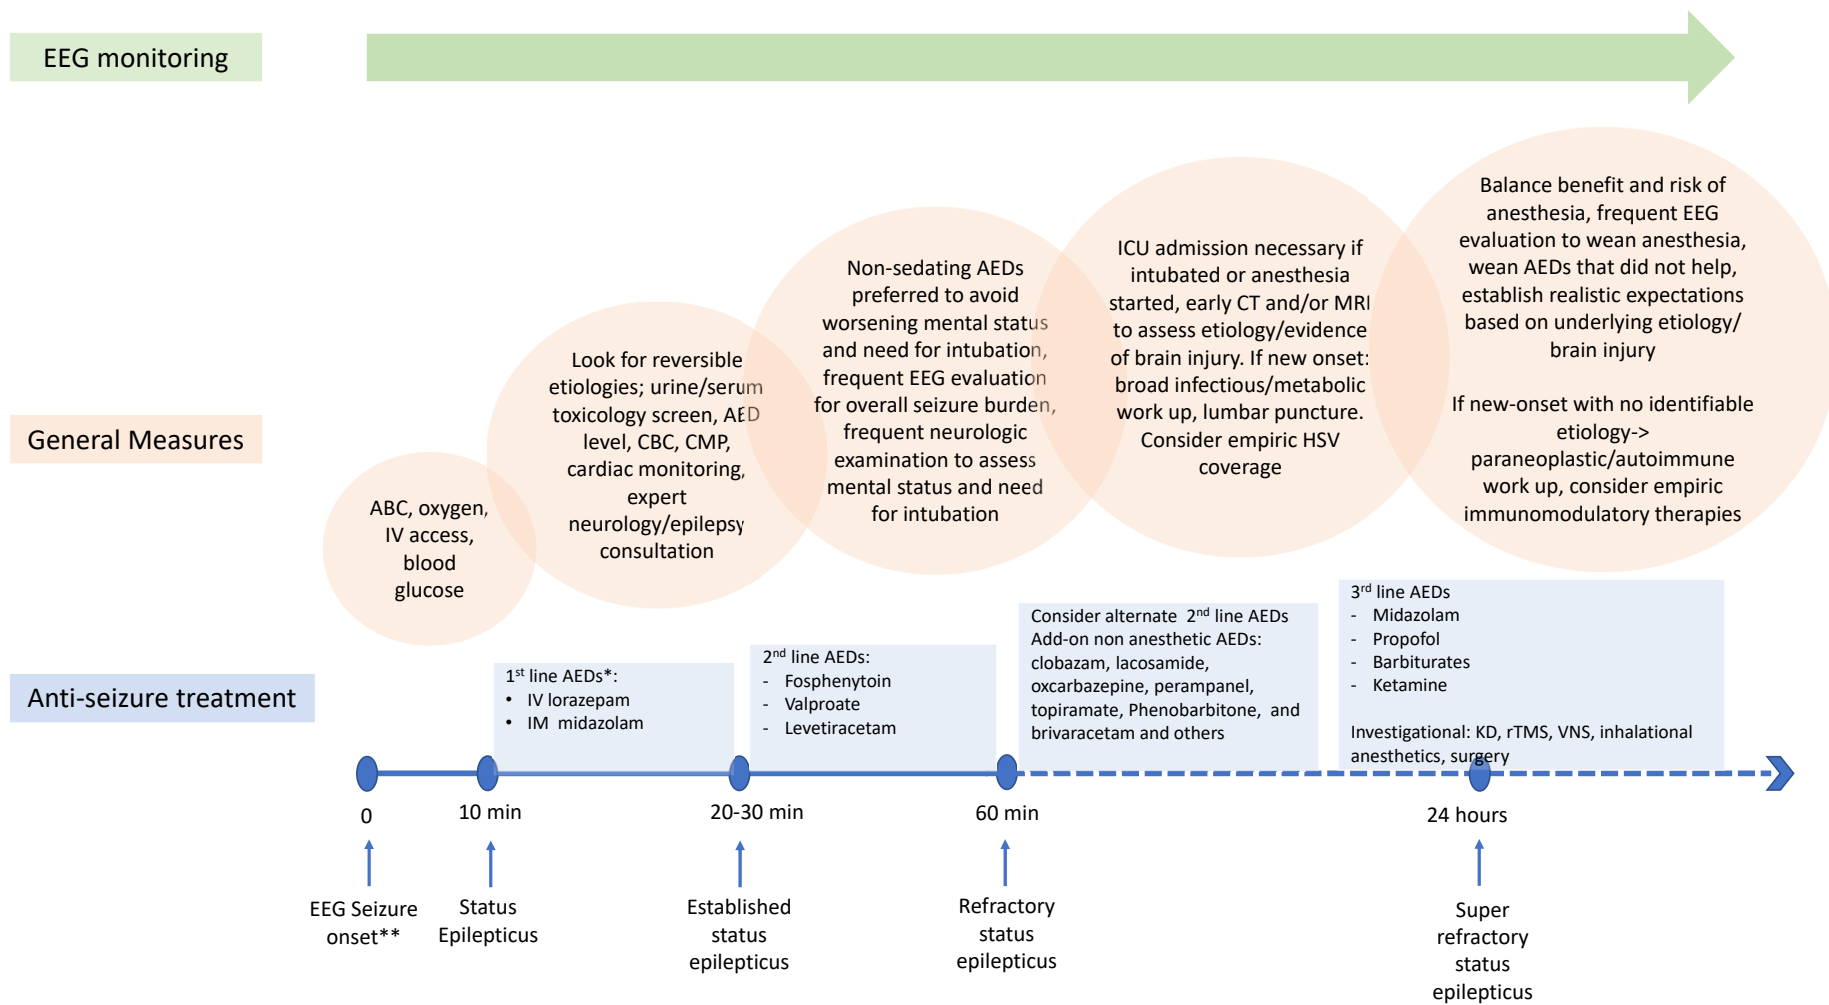 EEG monitoring
General Measures
ABC, oxygen,
IV access,
blood
glucose
Look for reversible
etiologies; urine/serum
toxicology screen, AED
level, CBC, CMP,
cardiac monitoring,
expert
neurology/epilepsy
consultation
Non-sedating AEDs
preferred to avoid
worsening mental status
and need for intubation,
frequent EEG evaluation
for overall seizure burden,
frequent neurologic
examination to assess
mental status and need
for intubation
ICU admission necessary if
intubated or anesthesia
started, early CT and/or MRI
to assess etiology/evidence
of brain injury. If new onset:
broad infectious/metabolic
work up, lumbar puncture.
Consider empiric HSV
coverage
Balance benefit and risk of
anesthesia, frequent EEG
evaluation to wean anesthesia,
wean AEDs that did not help,
establish realistic expectations
based on underlying etiology/
brain injury
If new-onset with no identifiable
etiology->
paraneoplastic/autoimmune
work up, consider empiric
immunomodulatory therapies
Anti-seizure treatment
1st line AEDs*:
• IV lorazepam
• IM midazolam
2nd line AEDs:
- Fosphenytoin
- Valproate
- Levetiracetam
Consider alternate 2nd line AEDs
Add-on non anesthetic AEDs:
clobazam, lacosamide,
oxcarbazepine, perampanel,
topiramate, Phenobarbitone, and
brivaracetam and others
3rd line AEDs
- Midazolam
- Propofol
- Barbiturates
- Ketamine
Investigational: KD, rTMS, VNS, inhalational
anesthetics, surgery
0
10 min
20-30 min
60 min
24 hours
EEG Seizure
onset**
Status
Epilepticus
Established
status
epilepticus
Refractory
status
epilepticus
Super
refractory
status
epilepticus